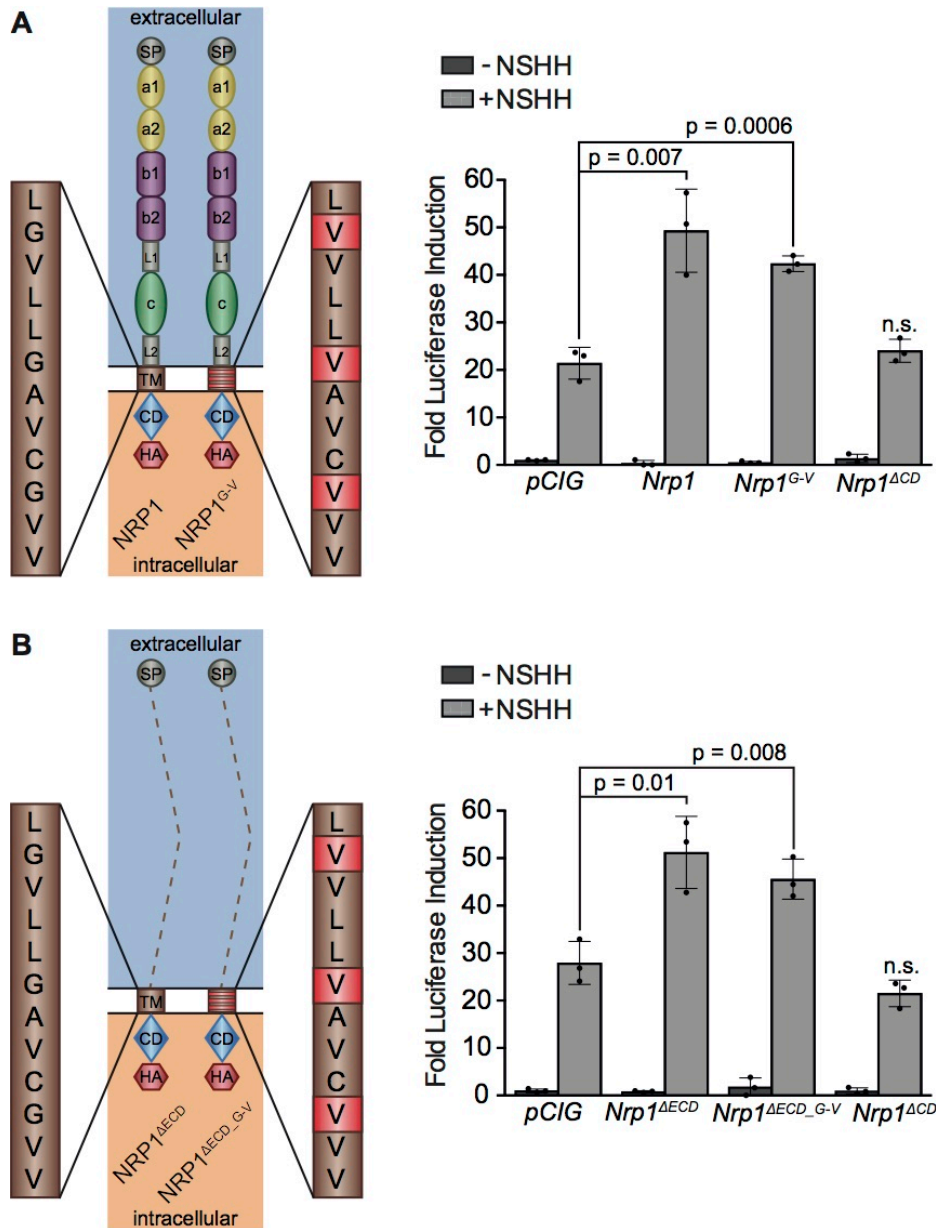 A
extracellular
SP SP
a1 a1
a2 a2
b1 b1
b2 b2
L1 L1
c c
L2 L2
TM
CD CD
HA HA
NRP1
NRP1G-V
intracellular
L
G
V
L
L
G
A
V
C
G
V
V
L
V
V
L
L
V
A
V
C
V
V
V
- NSHH
+NSHH
p = 0.0006
p = 0.007
n.s.
Fold Luciferase Induction
60
50
40
30
20
10
0
pCIG Nrp1 Nrp1G-V Nrp1ΔCD
B
extracellular
SP SP
TM
CD CD
HA HA
NRP1ΔECD
NRP1ΔECD_G-V
intracellular
L
G
V
L
L
G
A
V
C
G
V
V
L
V
V
L
L
V
A
V
C
V
V
V
- NSHH
+NSHH
p = 0.008
p = 0.01
n.s.
Fold Luciferase Induction
60
50
40
30
20
10
0
pCIG Nrp1ΔECD Nrp1ΔECD_G-V Nrp1ΔCD